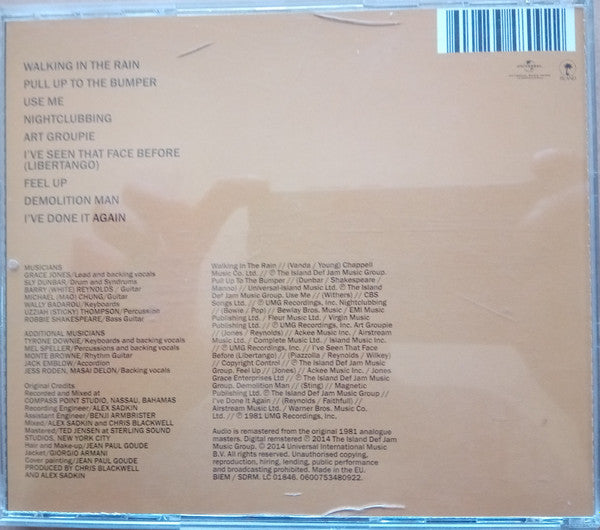 UNIVERSAL
ISLAND
WALKING IN THE RAIN
PULL UP TO THE BUMPER
USE ME
NIGHTCLUBBING
ART GROUPIE
I'VE SEEN THAT FACE BEFORE
(LIBERTANGO)
FEEL UP
DEMOLITION MAN
I'VE DONE IT AGAIN
MUSICIANS
GRACE JONES/Lead and backing vocals
SLY DUNBAR/Drum and Syndrums
BARRY (WHITE) REYNOLDS / Guitar
MICHAEL (MAO) CHUNG/Guitar
WALLY BADAROU/Keyboards
UZZIAH (STICKY) THOMPSON/Percussion
ROBBIE SHAKESPEARE/Bass Guitar
ADDITIONAL MUSICIANS
TYRONE DOWNIE/Keyboards and backing vocals
MEL SPELLER/Percussions and backing vocals
MONTE BROWNE/Rhythm Guitar
JACK EMBLOW/Accordion
JESS RODEN, MASAI DELON/Backing vocals
Original Credits
Recorded and Mixed at
COMPASS POINT STUDIO, NASSAU, BAHAMAS
Recording Engineer/ALEX SADKIN
Assistant Engineer/BENJI ARMBRISTER
Mixed/ALEX SADKIN and CHRIS BLACKWELL
Mastered/TED JENSEN at STERLING SOUND
STUDIOS, NEW YORK CITY
Hair and Make-up/JEAN PAUL GOUDE
Jacket/GIORGIO ARMANI
Cover painting/JEAN PAUL GOUDE
PRODUCED BY CHRIS BLACKWELL
AND ALEX SADKIN
Walking In The Rain // (Vanda / Young) Chappell
Music Co. Ltd. // ℗ The Island Def Jam Music Group.
Pull Up To The Bumper // (Dunbar / Shakespeare /
Manno) // Universal-Island Music Ltd. ℗ The Island
Def Jam Music Group. Use Me // (Withers) // CBS
Songs Ltd. // ℗ UMG Recordings, Inc. Nightclubbing
// (Bowie / Pop) // Bewlay Bros. Music / EMI Music
Publishing Ltd. / Fleur Music Ltd. / Virgin Music
Publishing Ltd. // ℗ UMG Recordings, Inc. Art Groupie
// (Jones / Reynolds) // Ackee Music Inc. / Airstream
Music Ltd. / Complete Music Ltd. / Island Music Inc.
// ℗ UMG Recordings, Inc. // I've Seen That Face
Before (Libertango) // (Piazzolla / Reynolds / Wilkey)
// Copyright Control // ℗ The Island Def Jam Music
Group. Feel Up // (Jones) // Ackee Music Inc. / Jones
Grace Enterprises Ltd // ℗ The Island Def Jam Music
Group. Demolition Man // (Sting) // Magnetic
Publishing Ltd. ℗ The Island Def Jam Music Group //
I've Done It Again // (Reynolds / Faithfull) //
Airstream Music Ltd. / Warner Bros. Music Co.
Ltd. // ℗ 1981 UMG Recordings, Inc.
Audio is remastered from the original 1981 analogue
masters. Digital remstered ℗ 2014 The Island Def Jam
Music Group, © 2014 Universal International Music
B.V. All rights reserved. Unauthorised copying,
reproduction, hiring, lending, public performance
and broadcasting prohibited. Made in the EU.
BIEM / SDRM. LC 01846. 0600753480922.